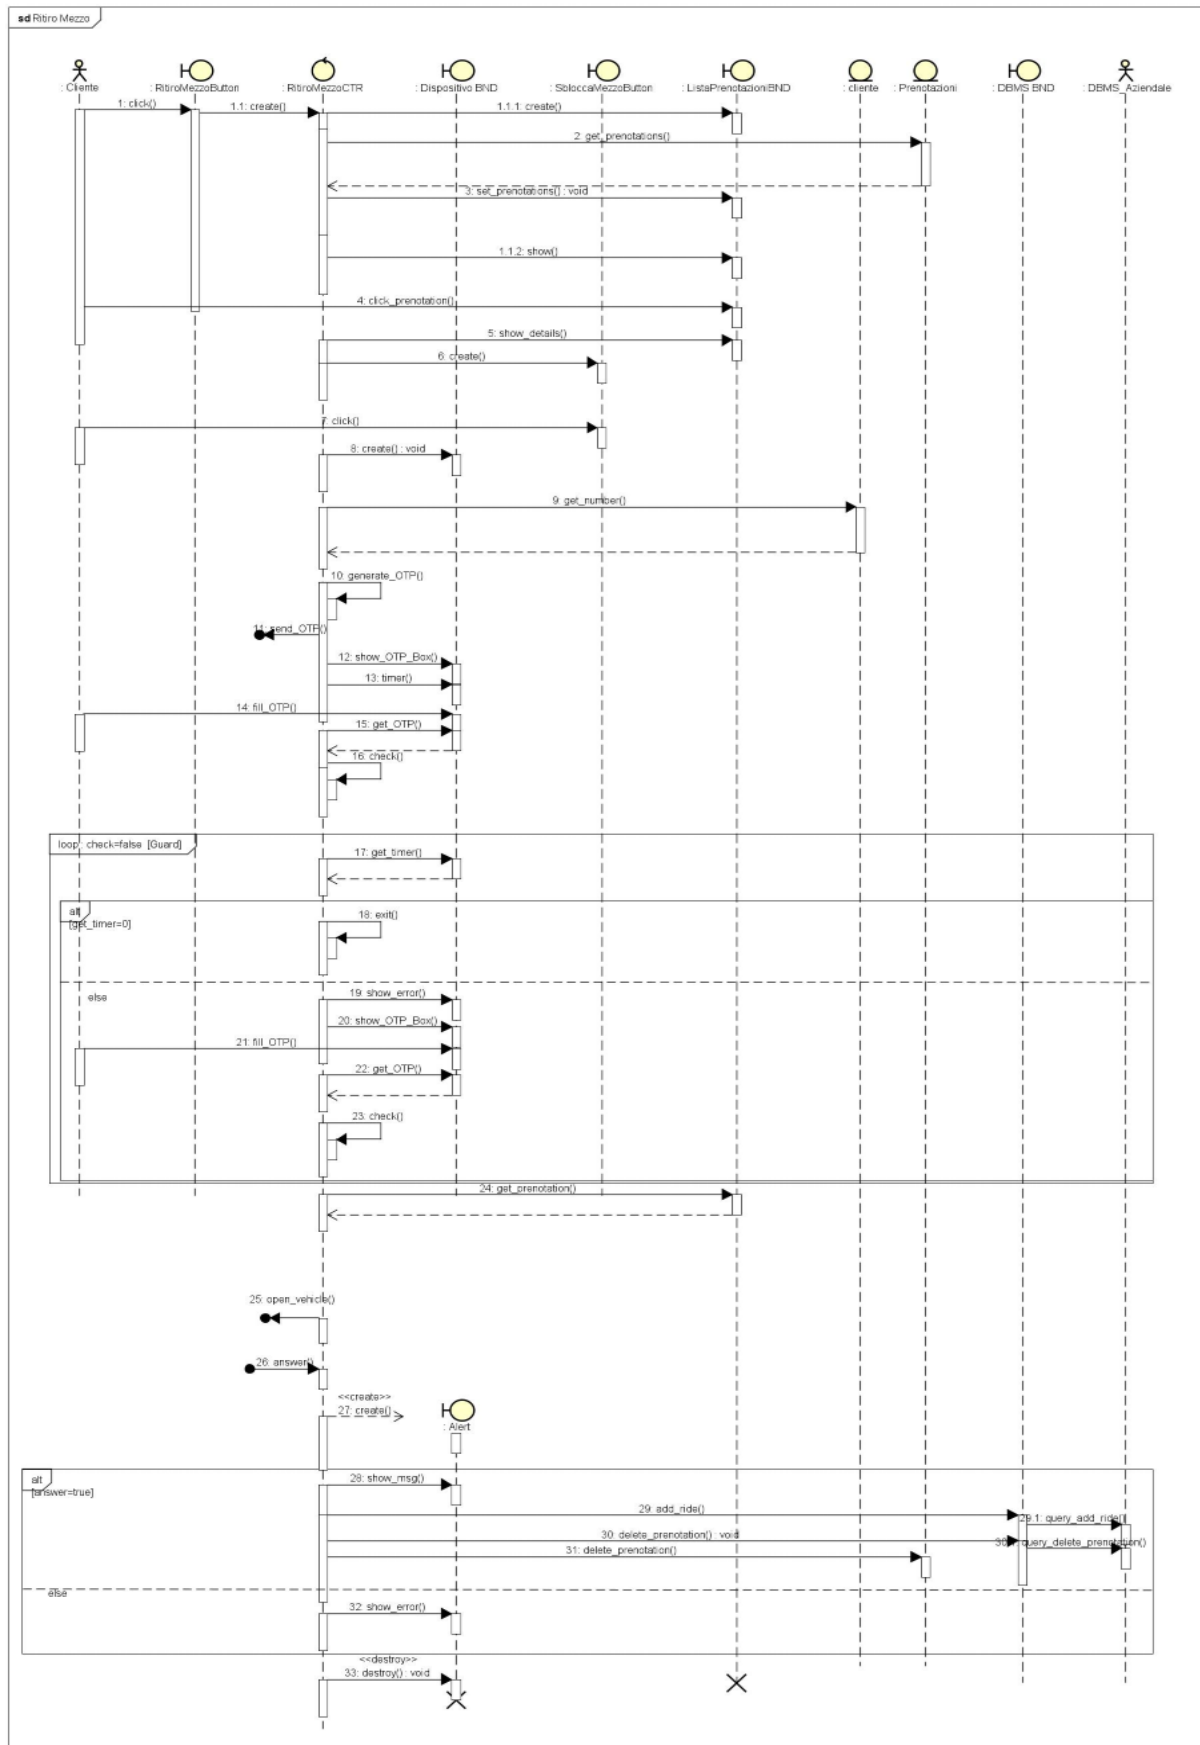 sd Ritiro Mezzo
: Cliente
: RitiroMezzoButton
: RitiroMezzoCTR
: Dispositivo BND
: SbloccaMezzoButton
: ListaPrenotazioniBND
: cliente
: Prenotazioni
: DBMS BND
: DBMS_Aziendale
1: click()
1.1: create()
1.1.1: create()
2: get_prenotations()
3: set_prenotations() : void
1.1.2: show()
4: click_prenotation()
5: show_details()
6: create()
7: click()
8: create() : void
9: get_number()
10: generate_OTP()
11: send_OTP()
12: show_OTP_Box()
13: timer()
14: fill_OTP()
15: get_OTP()
16: check()
loop : check=false [Guard]
17: get_timer()
alt
[get_timer=0]
18: exit()
else
19: show_error()
20: show_OTP_Box()
21: fill_OTP()
22: get_OTP()
23: check()
24: get_prenotation()
25: open_vehicle()
26: answer()
<<create>>
27: create()
: Alert
alt
[answer=true]
28: show_msg()
29: add_ride()
29.1: query_add_ride()
30: delete_prenotation() : void
30.1: query_delete_prenotation()
31: delete_prenotation()
else
32: show_error()
<<destroy>>
33: destroy() : void